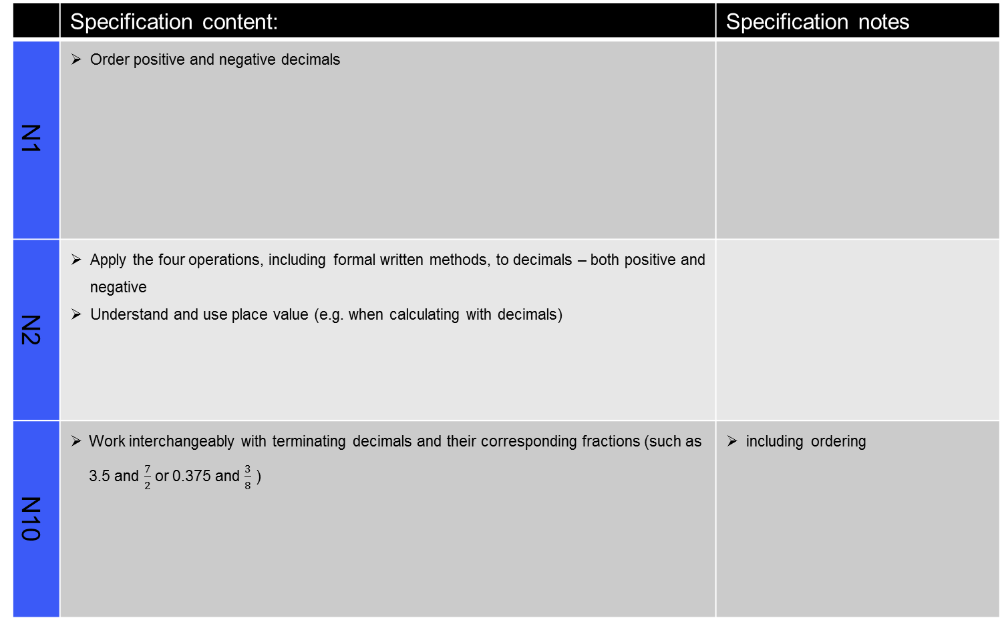 Specification content:
Specification notes
N1
➢ Order positive and negative decimals
N2
➢ Apply the four operations, including formal written methods, to decimals – both positive and
negative
➢ Understand and use place value (e.g. when calculating with decimals)
N10
➢ Work interchangeably with terminating decimals and their corresponding fractions (such as
3.5 and 7/2 or 0.375 and 3/8 )
➢ including ordering